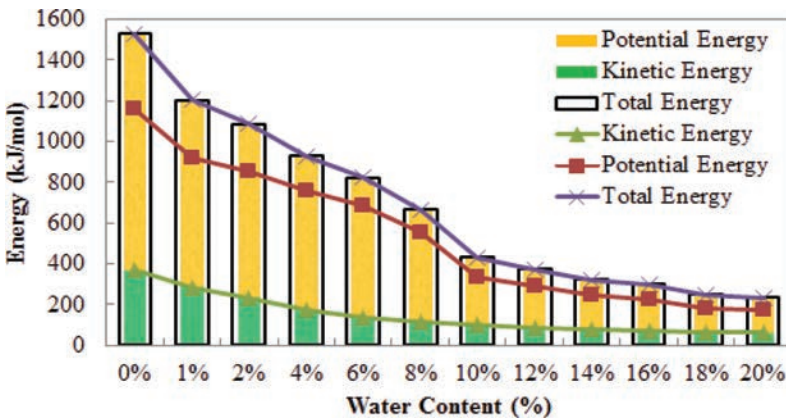 1600
1400
1200
1000
800
600
400
200
0
Energy (kJ/mol)
Potential Energy
Kinetic Energy
Total Energy
Kinetic Energy
Potential Energy
Total Energy
0% 1% 2% 4% 6% 8% 10% 12% 14% 16% 18% 20%
Water Content (%)